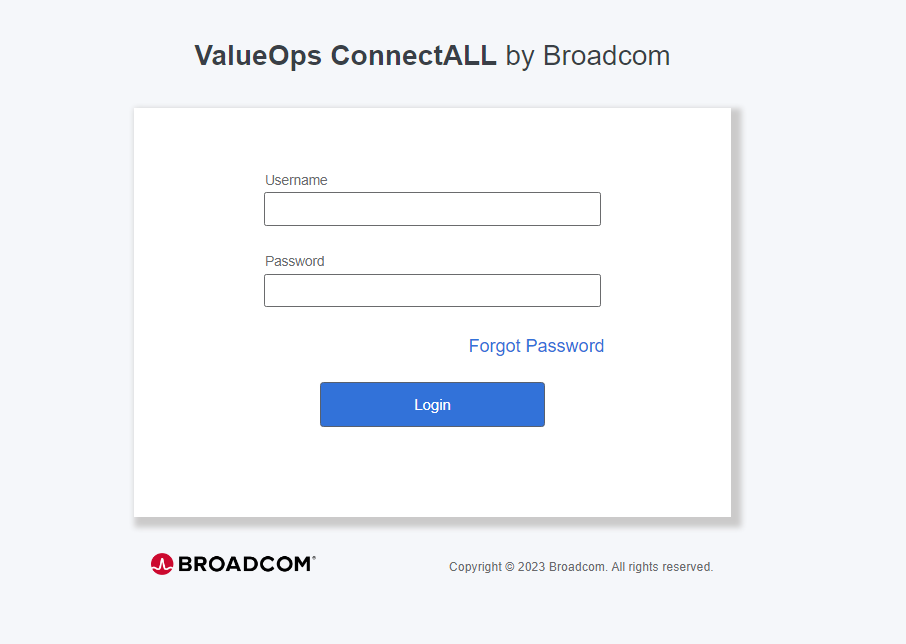 ValueOps ConnectALL by Broadcom
Username
Password
Forgot Password
Login
BROADCOM®
Copyright © 2023 Broadcom. All rights reserved.